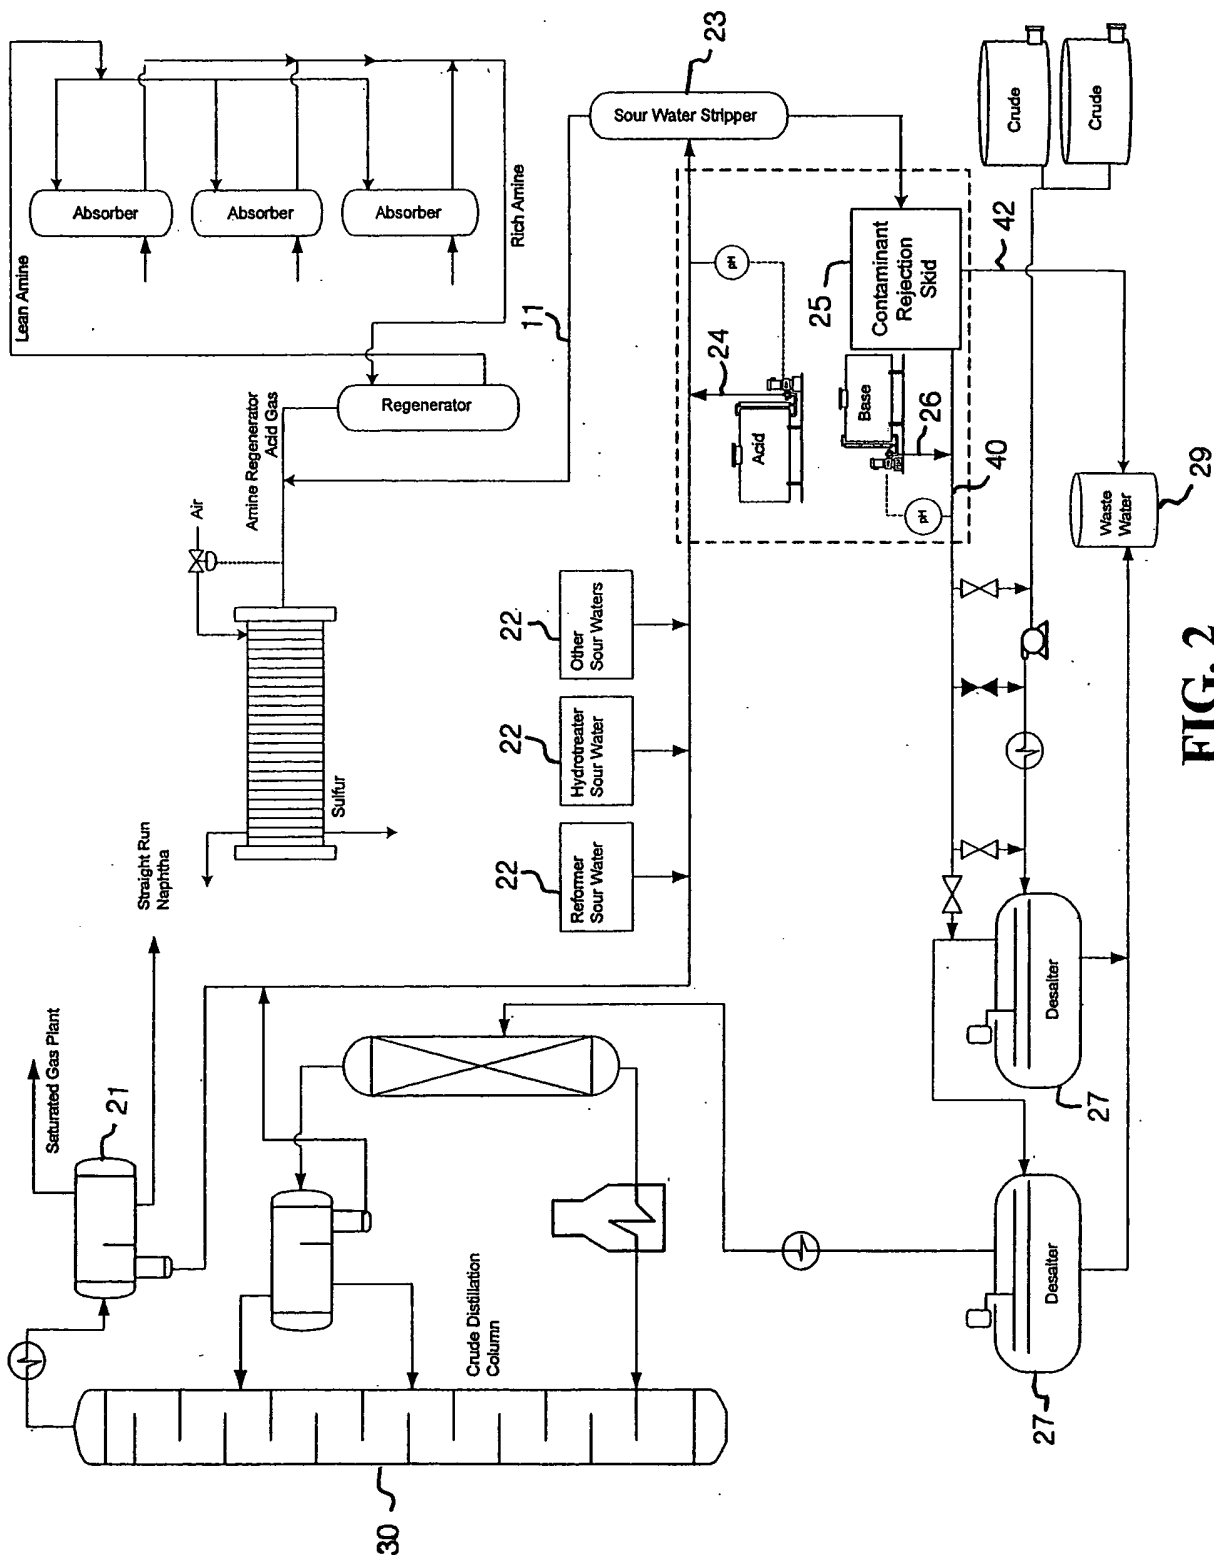 Lean Amine
Absorber
Absorber
Absorber
Rich Amine
Regenerator
Amine Regenerator
Acid Gas
Air
Sulfur
11
Sour Water Stripper
23
Saturated Gas Plant
Straight Run
Naphtha
21
22
Reformer
Sour Water
22
Hydrotreater
Sour Water
22
Other
Sour Waters
pH
24
Acid
25
Contaminant
Rejection
Skid
Base
26
pH
40
42
Crude
Crude
Waste
Water
29
Crude Distillation
Column
30
Desalter
27
Desalter
27
FIG. 2